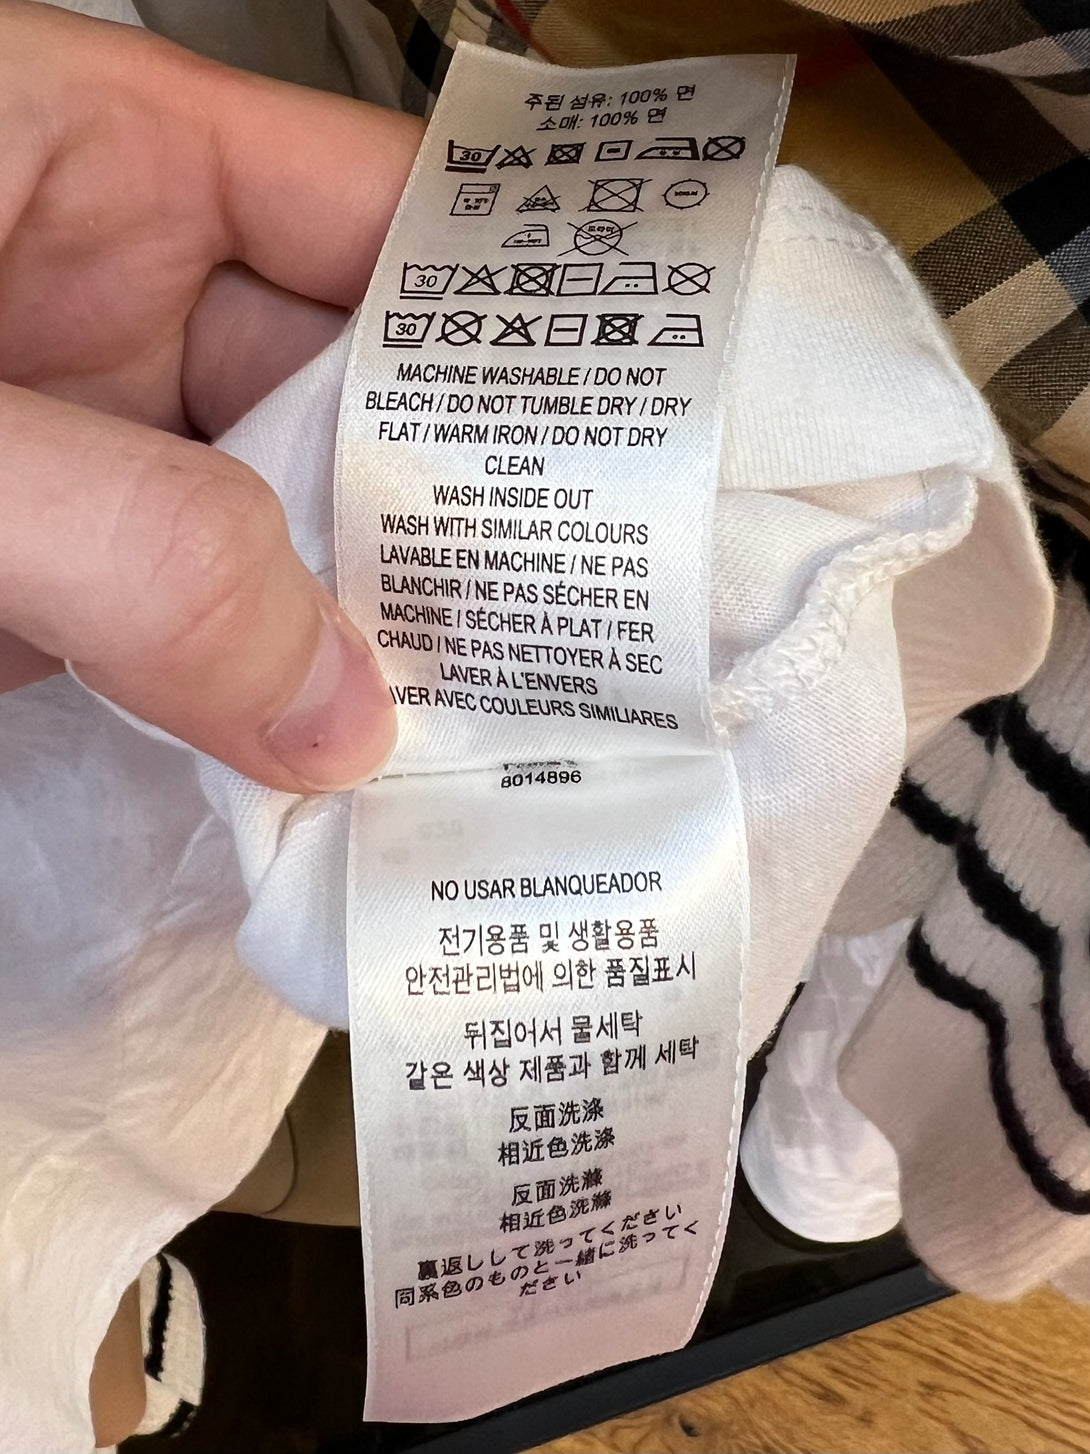 주된 섬유: 100% 면
소매: 100% 면
30
30
30
MACHINE WASHABLE / DO NOT
BLEACH / DO NOT TUMBLE DRY / DRY
FLAT / WARM IRON / DO NOT DRY
CLEAN
WASH INSIDE OUT
WASH WITH SIMILAR COLOURS
LAVABLE EN MACHINE / NE PAS
BLANCHIR / NE PAS SÉCHER EN
MACHINE / SÉCHER À PLAT / FER
CHAUD / NE PAS NETTOYER À SEC
LAVER À L'ENVERS
AVER AVEC COULEURS SIMILIARES
8014896
NO USAR BLANQUEADOR
전기용품 및 생활용품
안전관리법에 의한 품질표시
뒤집어서 물세탁
같은 색상 제품과 함께 세탁
反面洗涤
相近色洗涤
反面洗滌
相近色洗滌
裏返しして洗ってください
同系色のものと一緒に洗ってく
ださい